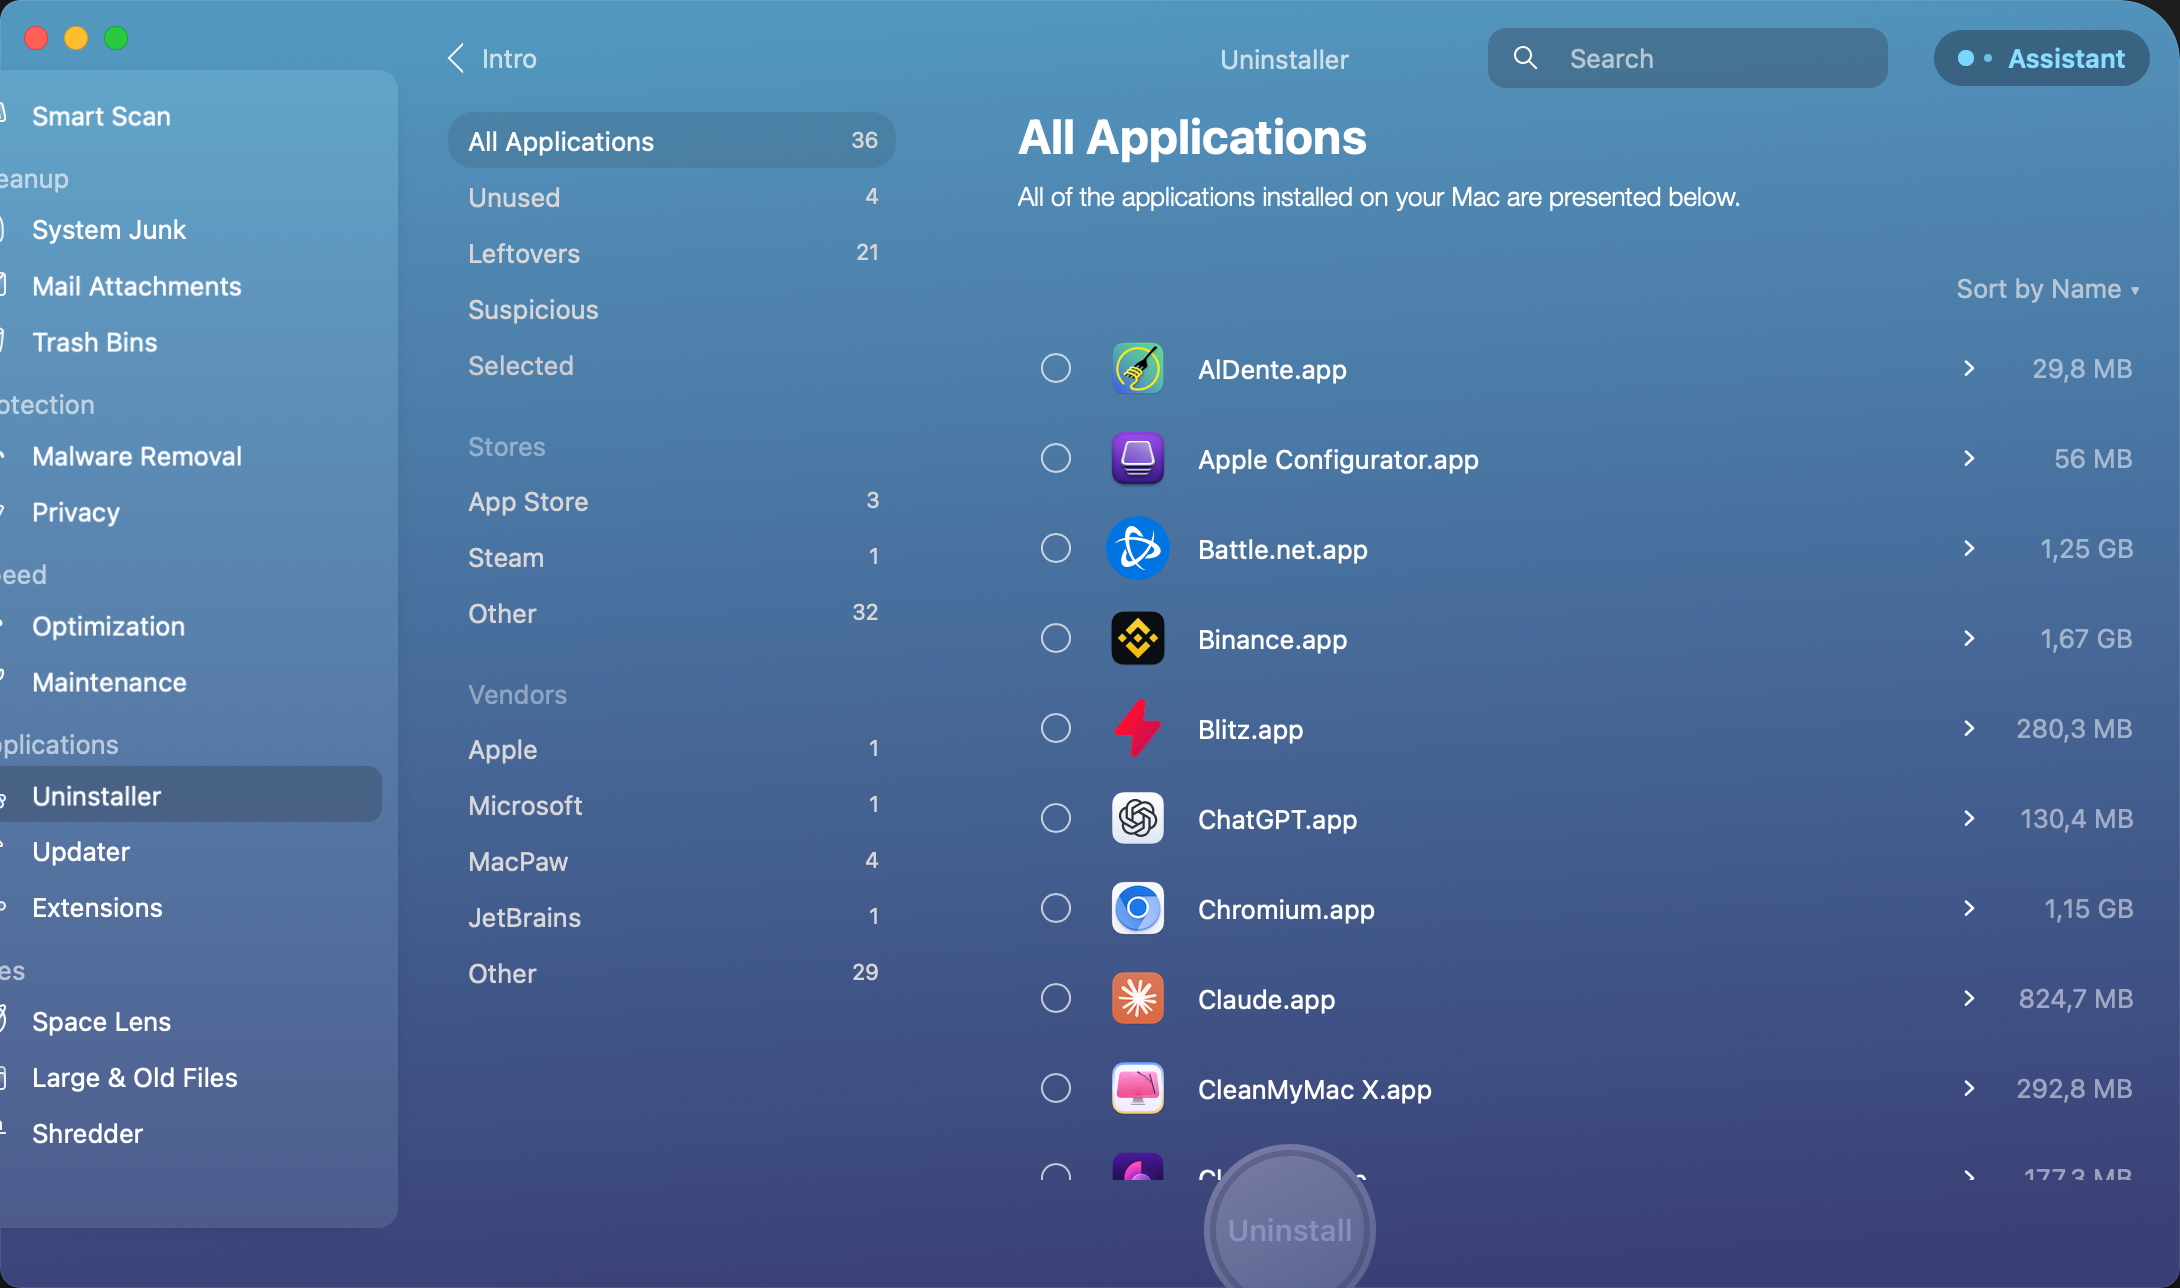 Intro
Uninstaller
Search
Assistant
Smart Scan
eanup
System Junk
Mail Attachments
Trash Bins
otection
Malware Removal
Privacy
eed
Optimization
Maintenance
plications
Uninstaller
Updater
Extensions
es
Space Lens
Large & Old Files
Shredder
All Applications 36
Unused 4
Leftovers 21
Suspicious
Selected
Stores
App Store 3
Steam 1
Other 32
Vendors
Apple 1
Microsoft 1
MacPaw 4
JetBrains 1
Other 29
All Applications
All of the applications installed on your Mac are presented below.
Sort by Name
AlDente.app 29,8 MB
Apple Configurator.app 56 MB
Battle.net.app 1,25 GB
Binance.app 1,67 GB
Blitz.app 280,3 MB
ChatGPT.app 130,4 MB
Chromium.app 1,15 GB
Claude.app 824,7 MB
CleanMyMac X.app 292,8 MB
177,3 MB
Uninstall